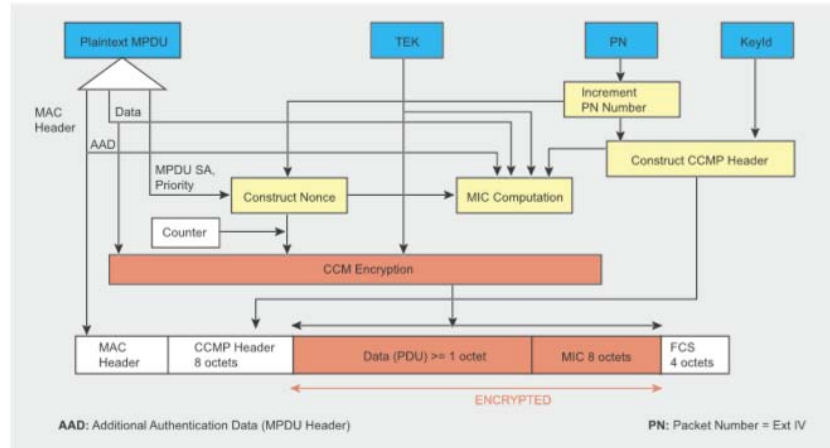 Plaintext MPDU
TEK
PN
KeyId
MAC
Header
Data
Increment
PN Number
AAD
Construct CCMP Header
MPDU SA,
Priority
Construct Nonce
MIC Computation
Counter
CCM Encryption
MAC
Header
CCMP Header
8 octets
Data (PDU) >= 1 octet
MIC 8 octets
FCS
4 octets
ENCRYPTED
AAD: Additional Authentication Data (MPDU Header)
PN: Packet Number = Ext IV